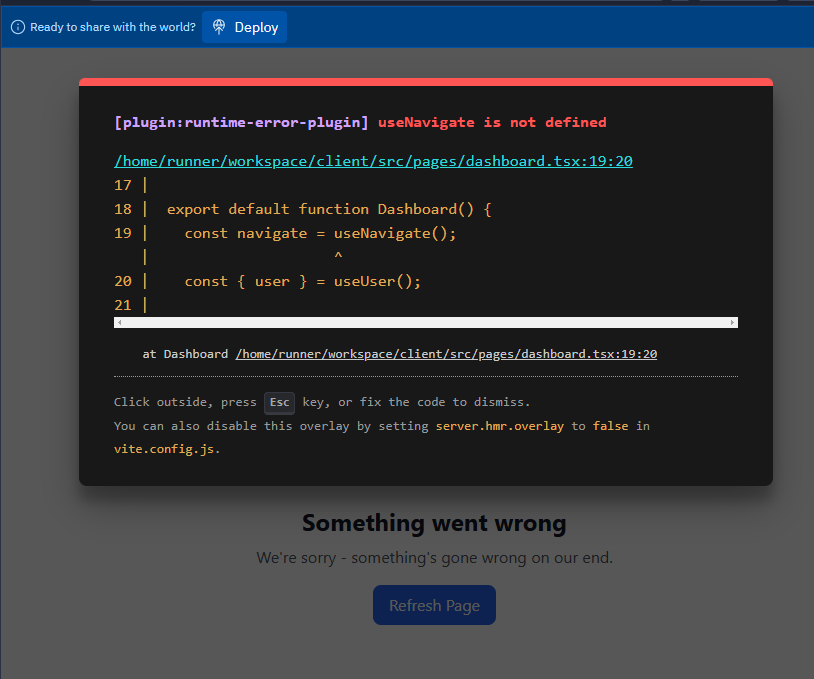 Ready to share with the world? Deploy
[plugin:runtime-error-plugin] useNavigate is not defined
/home/runner/workspace/client/src/pages/dashboard.tsx:19:20
17 |
18 |  export default function Dashboard() {
19 |    const navigate = useNavigate();
   |                     ^
20 |    const { user } = useUser();
21 |
at Dashboard /home/runner/workspace/client/src/pages/dashboard.tsx:19:20
Click outside, press Esc key, or fix the code to dismiss.
You can also disable this overlay by setting server.hmr.overlay to false in
vite.config.js.
Something went wrong
We're sorry - something's gone wrong on our end.
Refresh Page